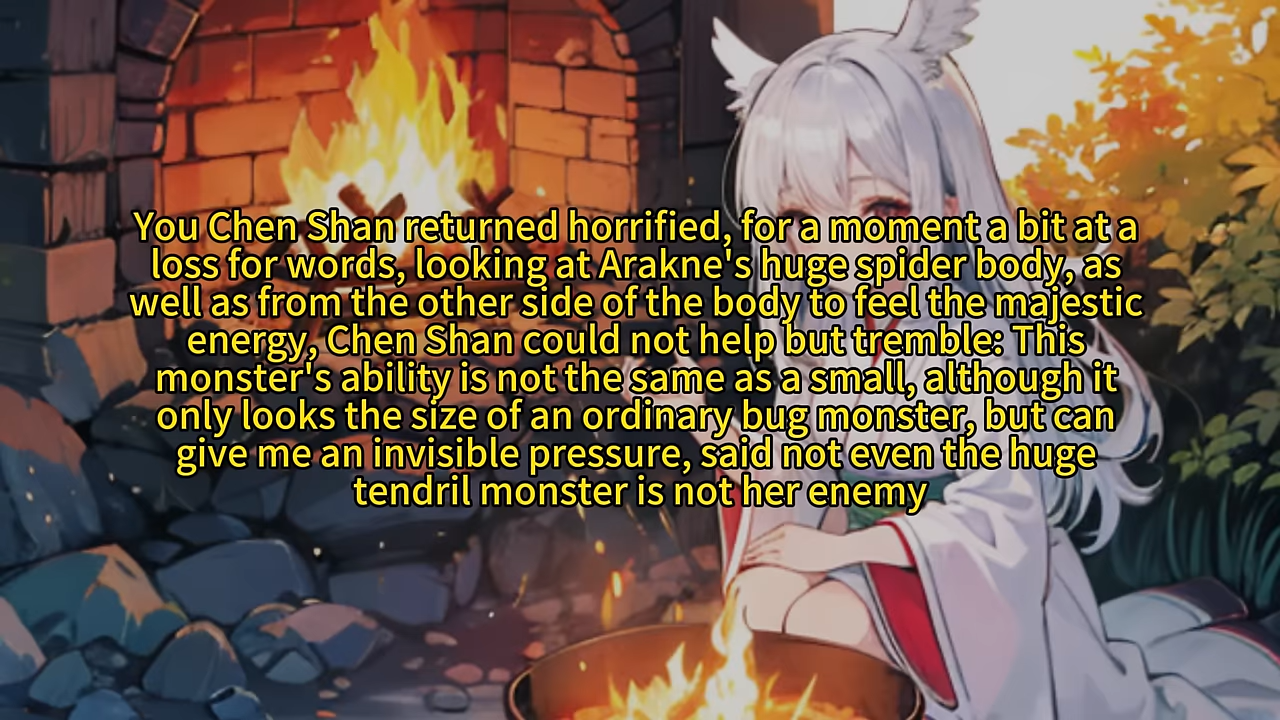 You Chen Shan returned horrified, for a moment a bit at a
loss for words, looking at Arakne's huge spider body, as
well as from the other side of the body to feel the majestic
energy, Chen Shan could not help but tremble: This
monster's ability is not the same as a small, although it
only looks the size of an ordinary bug monster, but can
give me an invisible pressure, said not even the huge
tendril monster is not her enemy